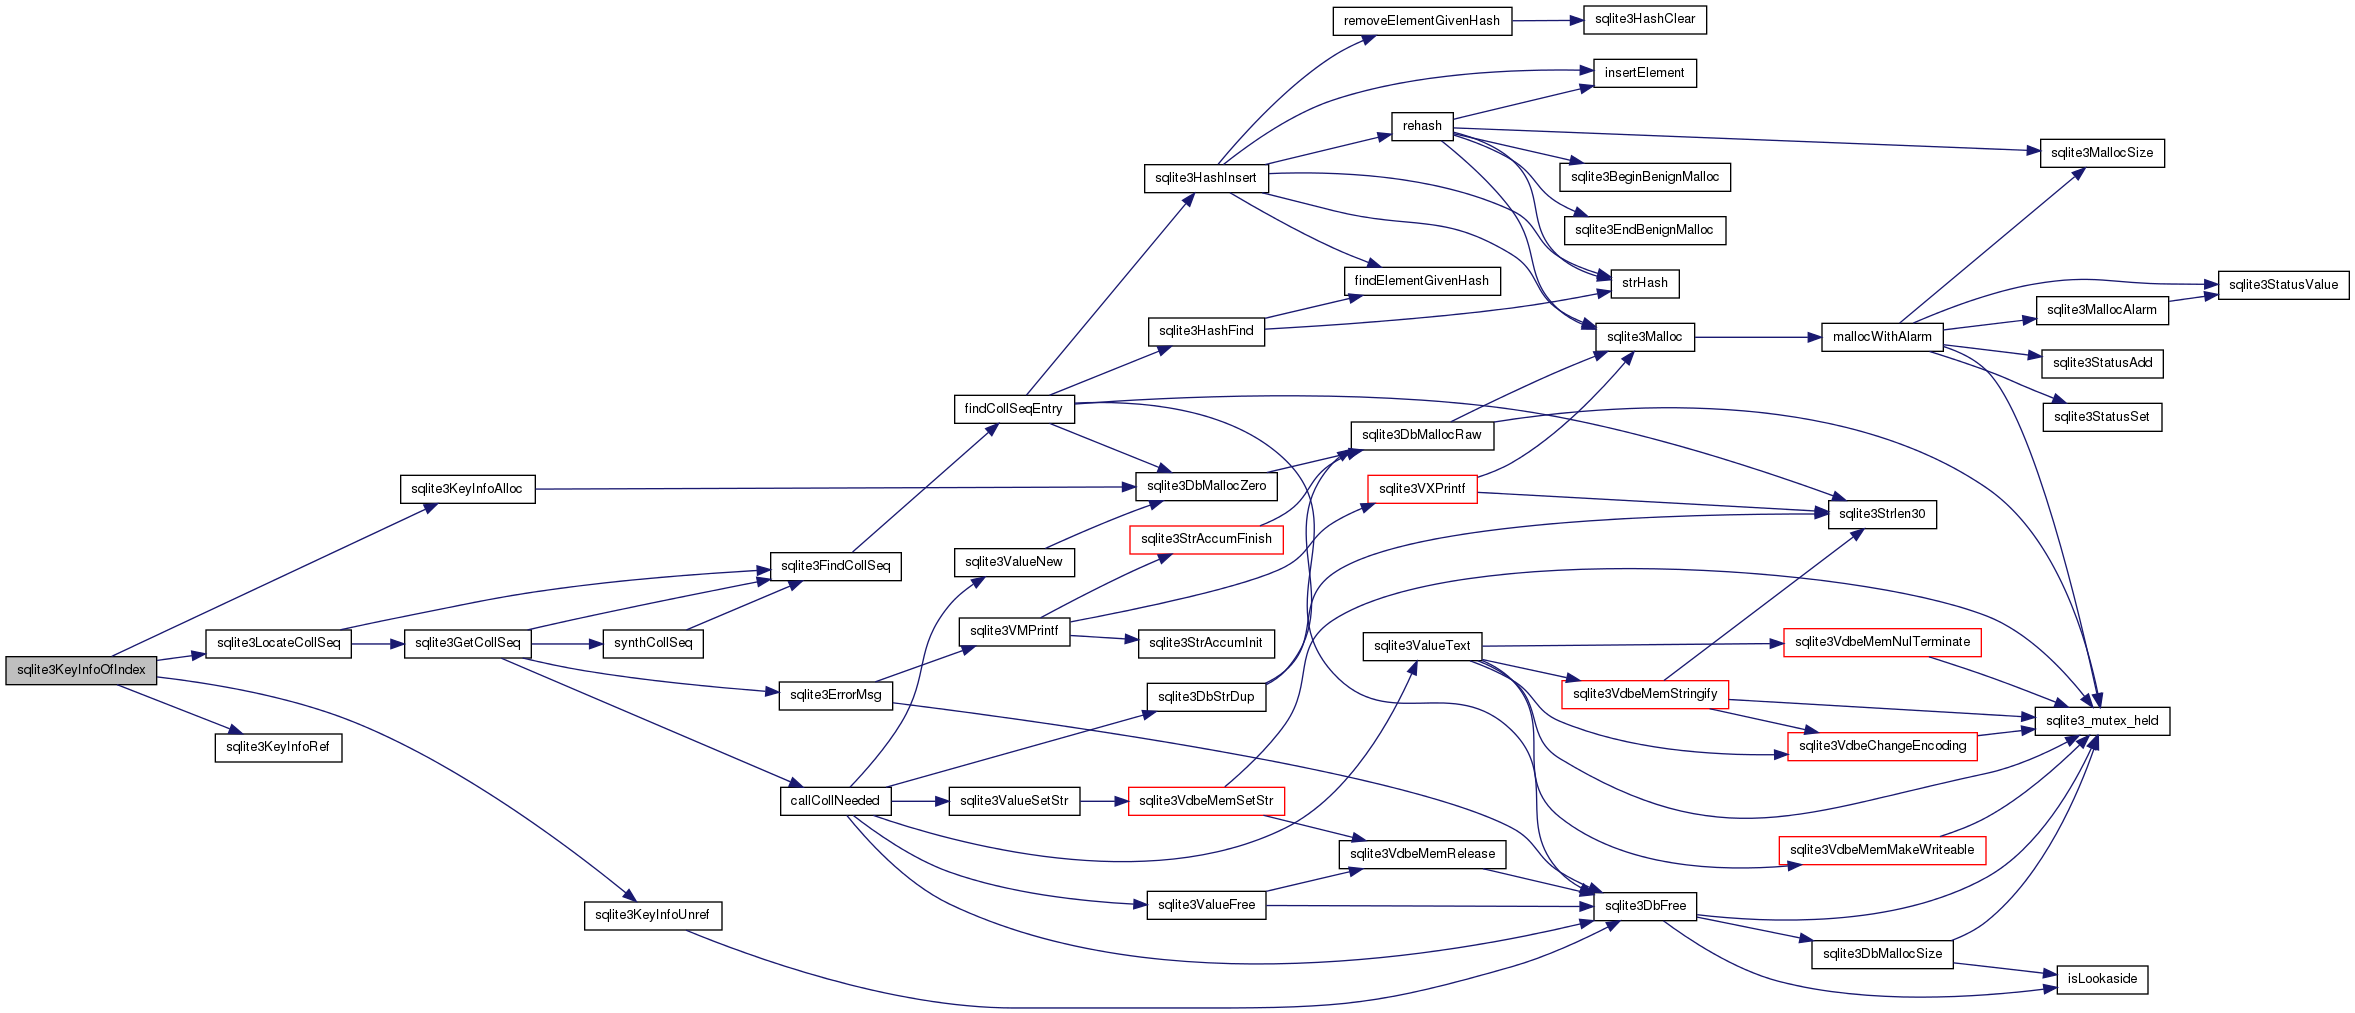 sqlite3KeyInfoOfIndex
sqlite3KeyInfoAlloc
sqlite3LocateCollSeq
sqlite3KeyInfoRef
sqlite3GetCollSeq
sqlite3KeyInfoUnref
synthCollSeq
sqlite3FindCollSeq
sqlite3ErrorMsg
callCollNeeded
findCollSeqEntry
sqlite3ValueNew
sqlite3VMPrintf
sqlite3ValueSetStr
sqlite3HashInsert
sqlite3HashFind
sqlite3DbMallocZero
sqlite3StrAccumFinish
sqlite3StrAccumInit
sqlite3DbStrDup
sqlite3VdbeMemSetStr
sqlite3ValueFree
removeElementGivenHash
rehash
findElementGivenHash
sqlite3DbMallocRaw
sqlite3VXPrintf
sqlite3ValueText
sqlite3VdbeMemRelease
sqlite3HashClear
insertElement
sqlite3BeginBenignMalloc
sqlite3EndBenignMalloc
strHash
sqlite3Malloc
sqlite3VdbeMemStringify
sqlite3DbFree
mallocWithAlarm
sqlite3Strlen30
sqlite3VdbeMemNulTerminate
sqlite3VdbeChangeEncoding
sqlite3VdbeMemMakeWriteable
sqlite3DbMallocSize
sqlite3MallocSize
sqlite3MallocAlarm
sqlite3StatusAdd
sqlite3StatusSet
sqlite3_mutex_held
isLookaside
sqlite3StatusValue